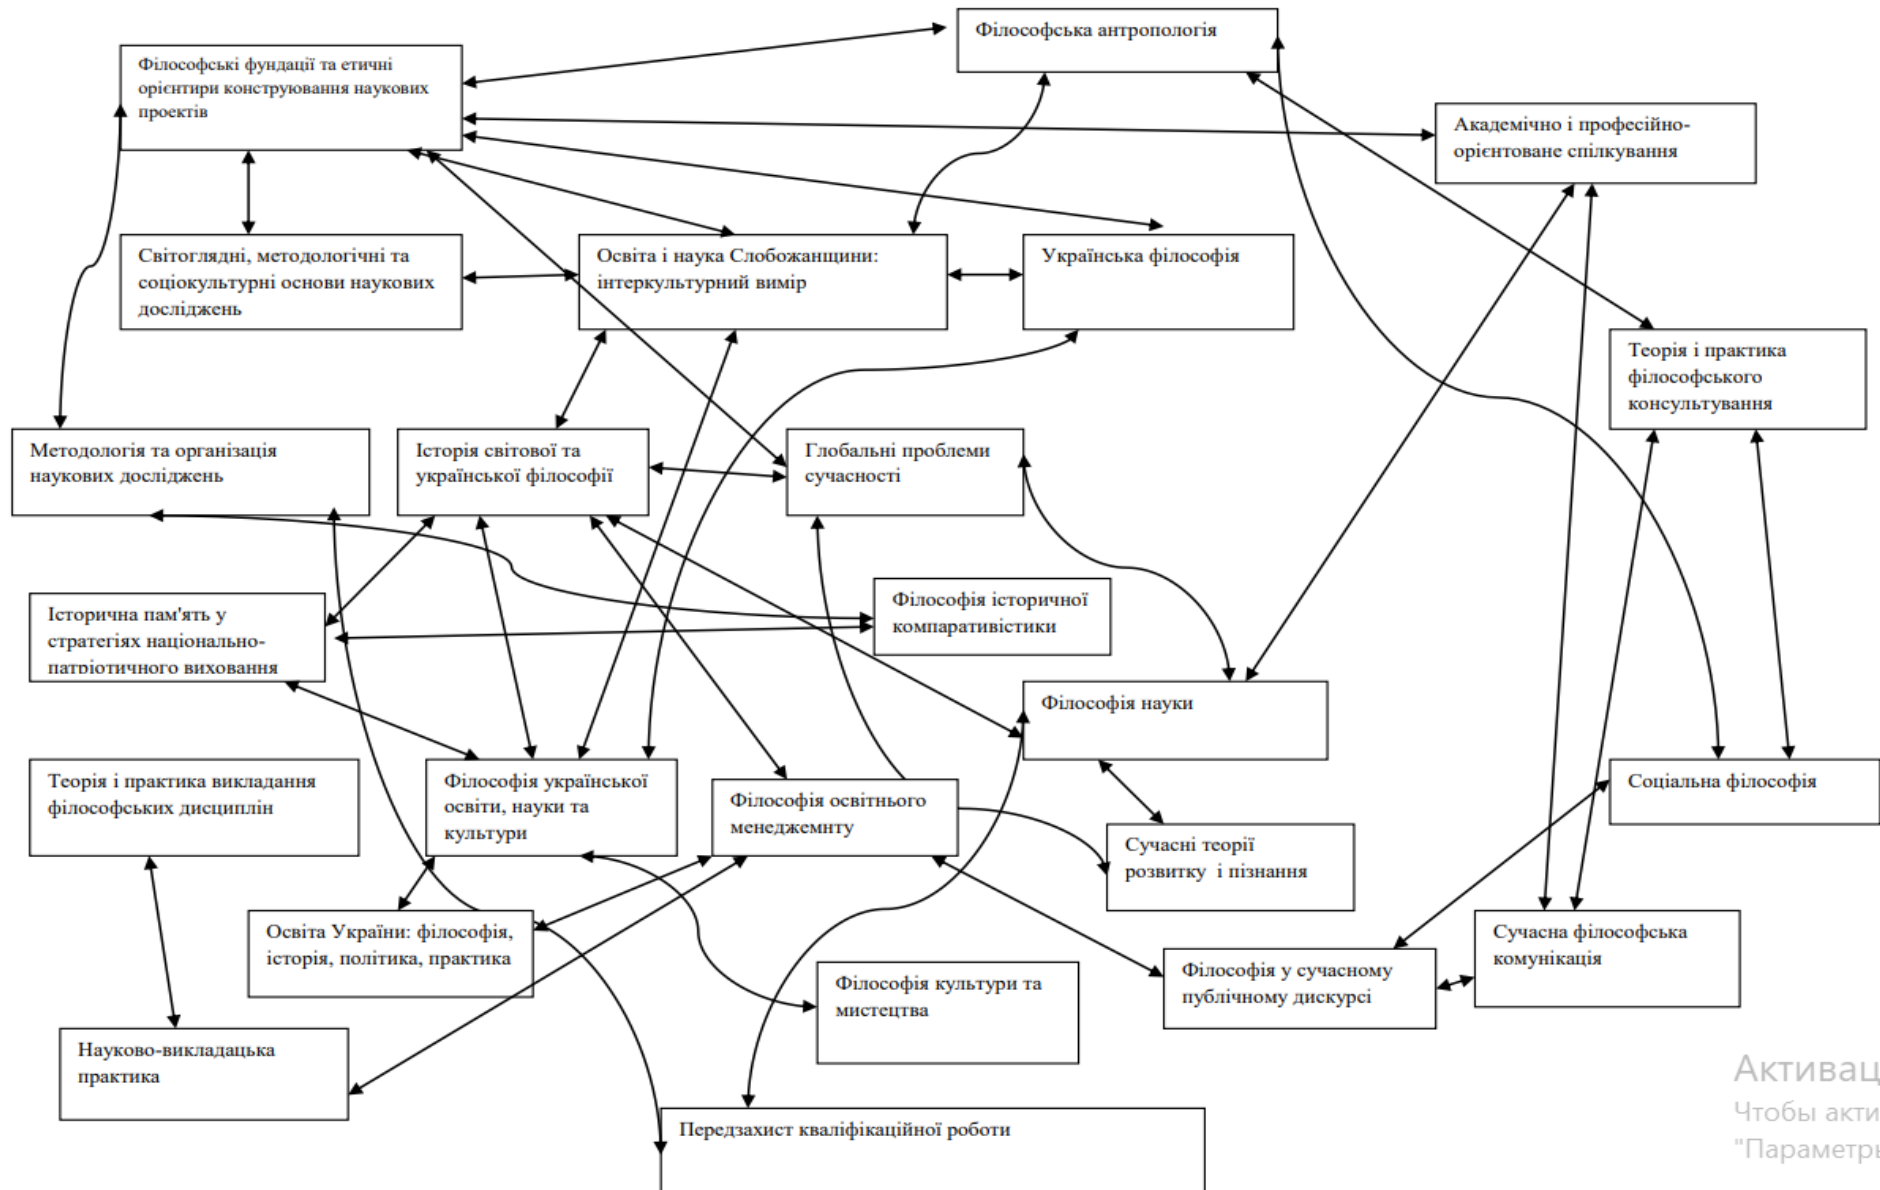 Філософська антропологія
Філософські фундації та етичні
орієнтири конструювання наукових
проектів
Академічно і професійно-
орієнтоване спілкування
Світоглядні, методологічні та
соціокультурні основи наукових
досліджень
Освіта і наука Слобожанщини:
інтеркультурний вимір
Українська філософія
Теорія і практика
філософського
консультування
Методологія та організація
наукових досліджень
Історія світової та
української філософії
Глобальні проблеми
сучасності
Історична пам'ять у
стратегіях національно-
патріотичного виховання
Філософія історичної
компаративістики
Філософія науки
Теорія і практика викладання
філософських дисциплін
Філософія української
освіти, науки та
культури
Філософія освітнього
менеджемнту
Соціальна філософія
Сучасні теорії
розвитку і пізнання
Освіта України: філософія,
історія, політика, практика
Сучасна філософська
комунікація
Філософія культури та
мистецтва
Філософія у сучасному
публічному дискурсі
Науково-викладацька
практика
Передзахист кваліфікаційної роботи
Активац
Чтобы акти
"Параметры